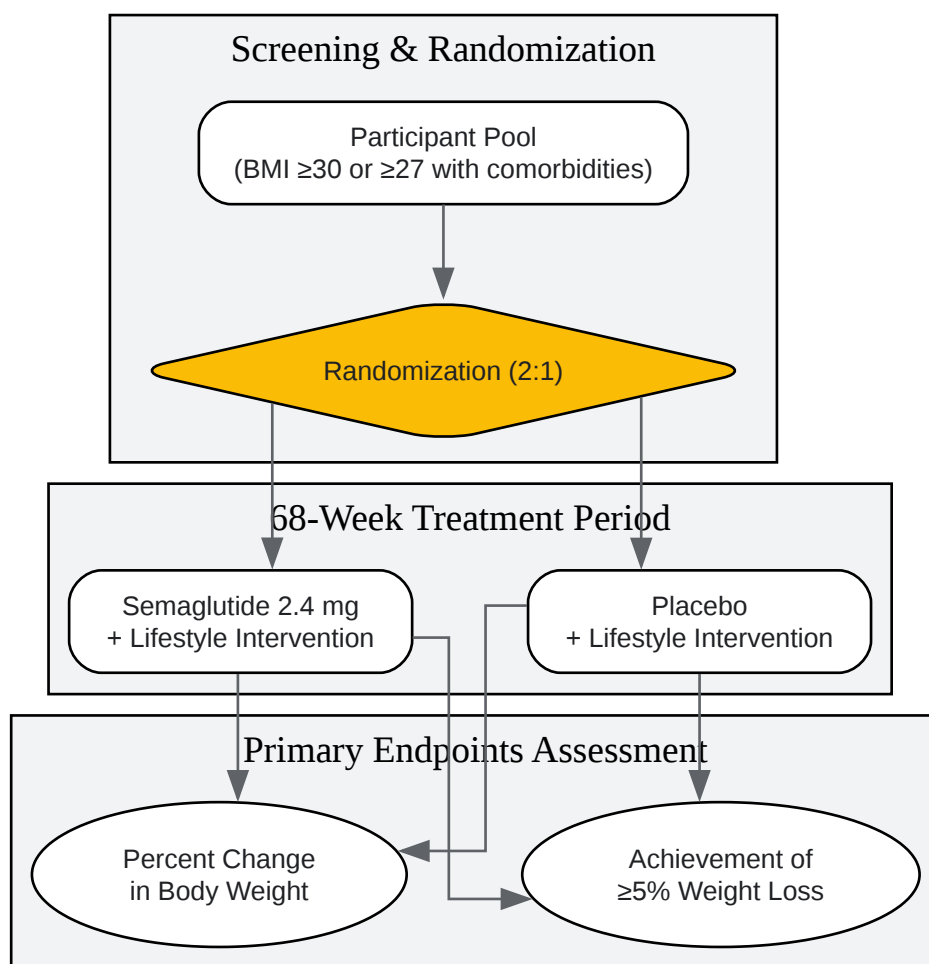 Screening & Randomization
Participant Pool
(BMI ≥30 or ≥27 with comorbidities)
Randomization (2:1)
68-Week Treatment Period
Semaglutide 2.4 mg
+ Lifestyle Intervention
Placebo
+ Lifestyle Intervention
Primary Endpoints Assessment
Percent Change
in Body Weight
Achievement of
≥5% Weight Loss